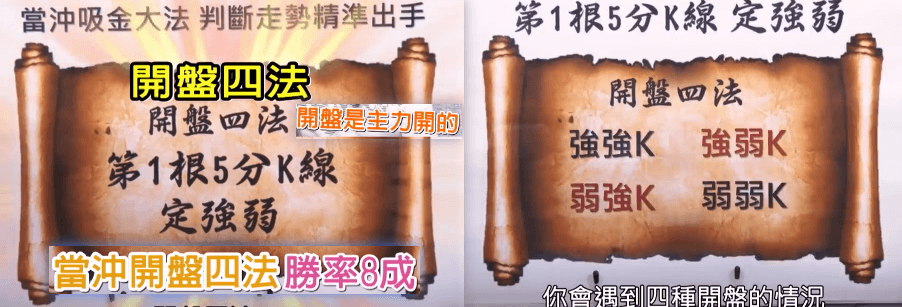 當沖吸金大法 判斷走勢精準出手
開盤四法
開盤四法
開盤是主力開的
第1根5分K線
定強弱
當沖開盤四法 勝率8成
第1根5分K線 定強弱
開盤四法
強強K 強弱K
弱強K 弱弱K
你會遇到四種開盤的情況